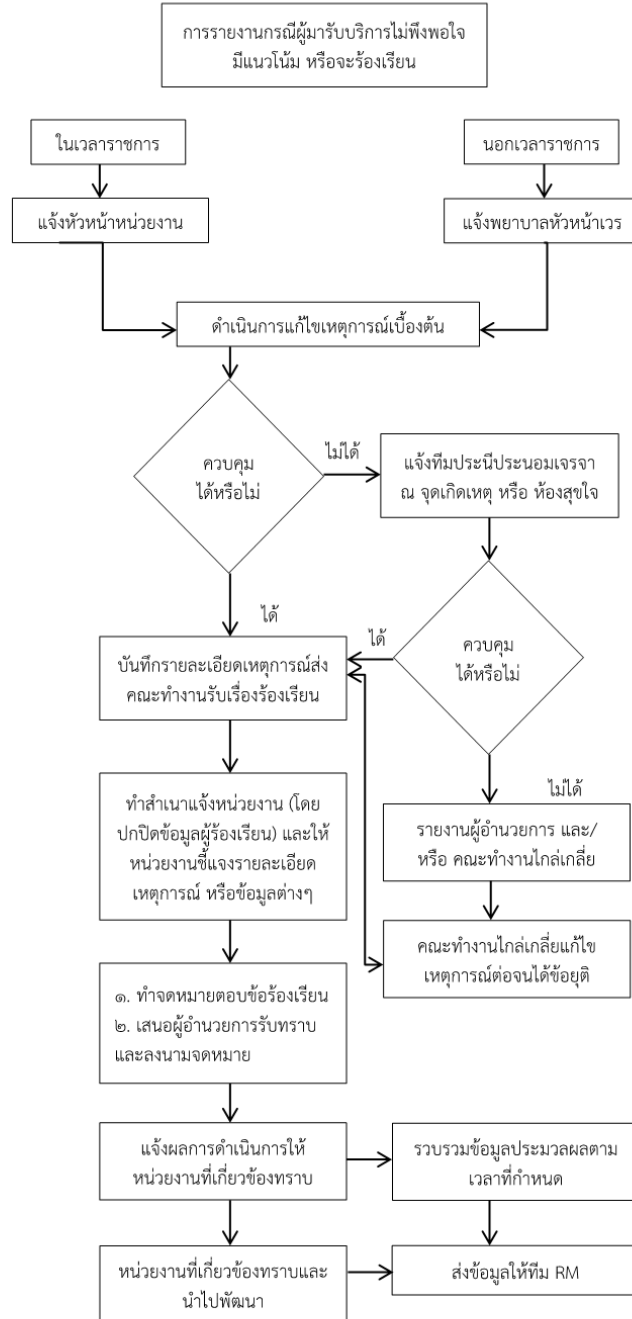 การรายงานกรณีผู้มารับบริการไม่พึงพอใจ
มีแนวโน้ม หรือจะร้องเรียน
ในเวลาราชการ
นอกเวลาราชการ
แจ้งหัวหน้าหน่วยงาน
แจ้งพยาบาลหัวหน้าเวร
ดำเนินการแก้ไขเหตุการณ์เบื้องต้น
ควบคุม
ได้หรือไม่
ไม่ได้
แจ้งทีมประนีประนอมเจรจา
ณ จุดเกิดเหตุ หรือ ห้องสุขใจ
ได้
ได้
ควบคุม
ได้หรือไม่
บันทึกรายละเอียดเหตุการณ์ส่ง
คณะทำงานรับเรื่องร้องเรียน
ไม่ได้
ทำสำเนาแจ้งหน่วยงาน (โดย
ปกปิดข้อมูลผู้ร้องเรียน) และให้
หน่วยงานชี้แจงรายละเอียด
เหตุการณ์ หรือข้อมูลต่างๆ
รายงานผู้อำนวยการ และ/
หรือ คณะทำงานไกล่เกลี่ย
คณะทำงานไกล่เกลี่ยแก้ไข
เหตุการณ์ต่อจนได้ข้อยุติ
๑. ทำจดหมายตอบข้อร้องเรียน
๒. เสนอผู้อำนวยการรับทราบ
และลงนามจดหมาย
แจ้งผลการดำเนินการให้
หน่วยงานที่เกี่ยวข้องทราบ
รวบรวมข้อมูลประมวลผลตาม
เวลาที่กำหนด
หน่วยงานที่เกี่ยวข้องทราบและ
นำไปพัฒนา
ส่งข้อมูลให้ทีม RM